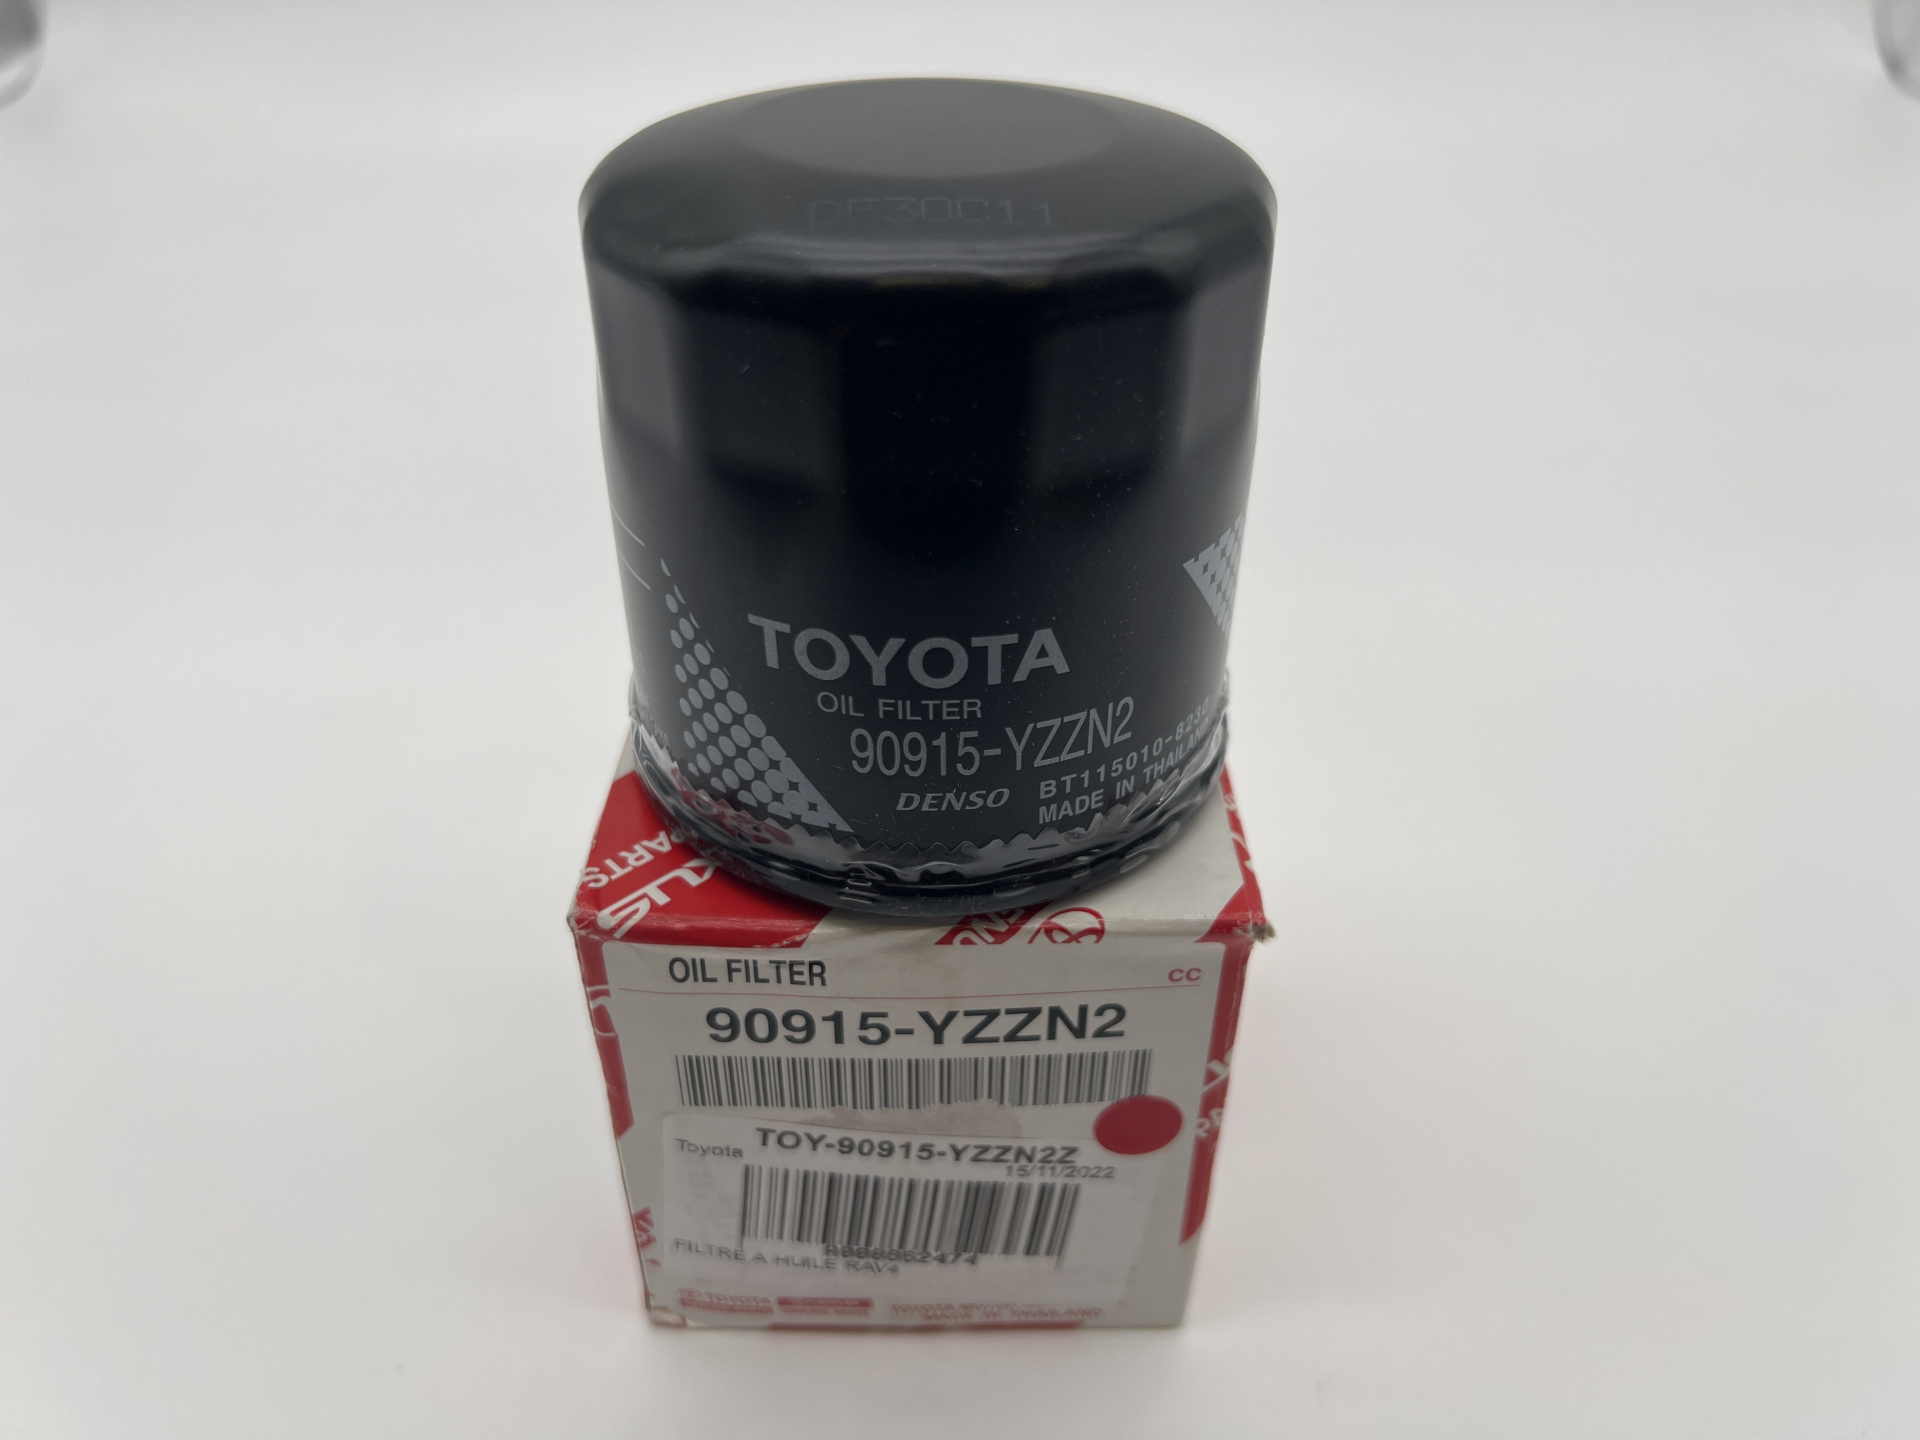 DF30C11
TOYOTA
OIL FILTER
90915-YZZN2
DENSO
BT115010-8230
MADE IN THAILAND
PARTS
OIL FILTER
CC
90915-YZZN2
Toyota
TOY-90915-YZZN2Z
15/11/2022
FILTRE A HUILE RAV4